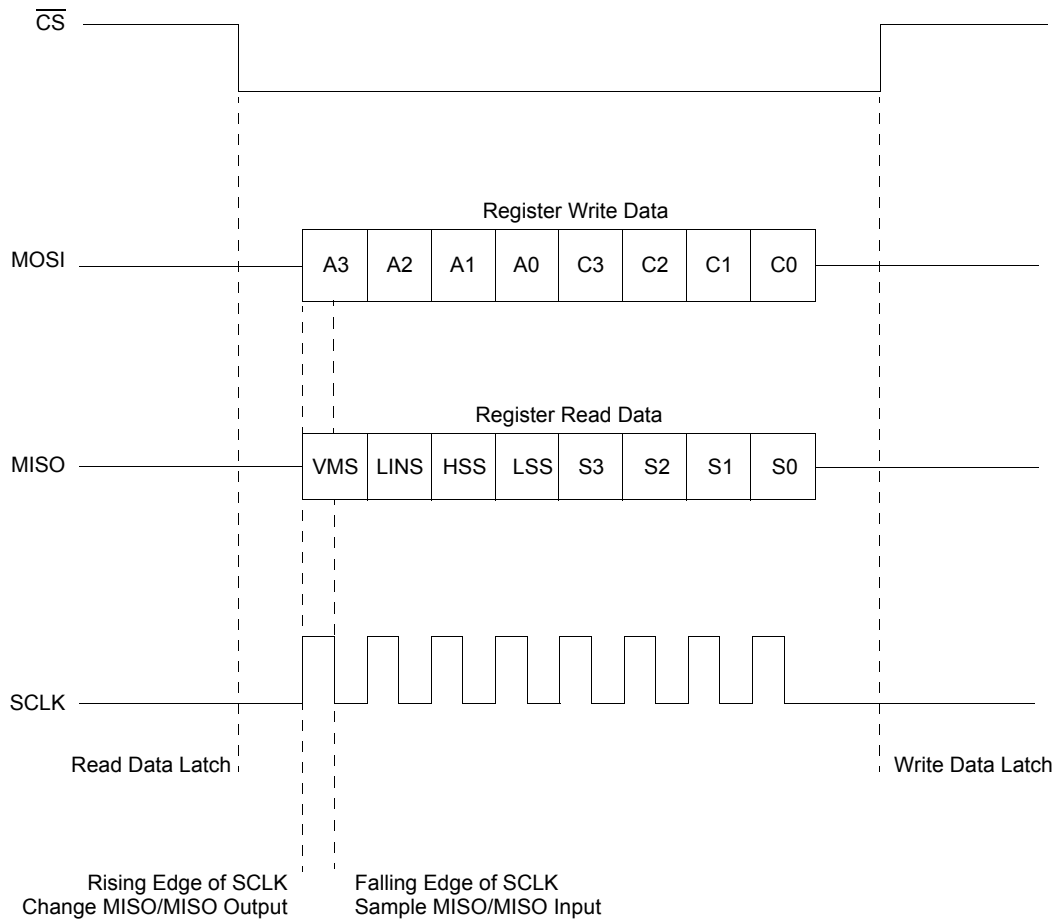 CS
Register Write Data
MOSI
A3 A2 A1 A0 C3 C2 C1 C0
Register Read Data
MISO
VMS LINS HSS LSS S3 S2 S1 S0
SCLK
Read Data Latch
Write Data Latch
Rising Edge of SCLK
Change MISO/MISO Output
Falling Edge of SCLK
Sample MISO/MISO Input